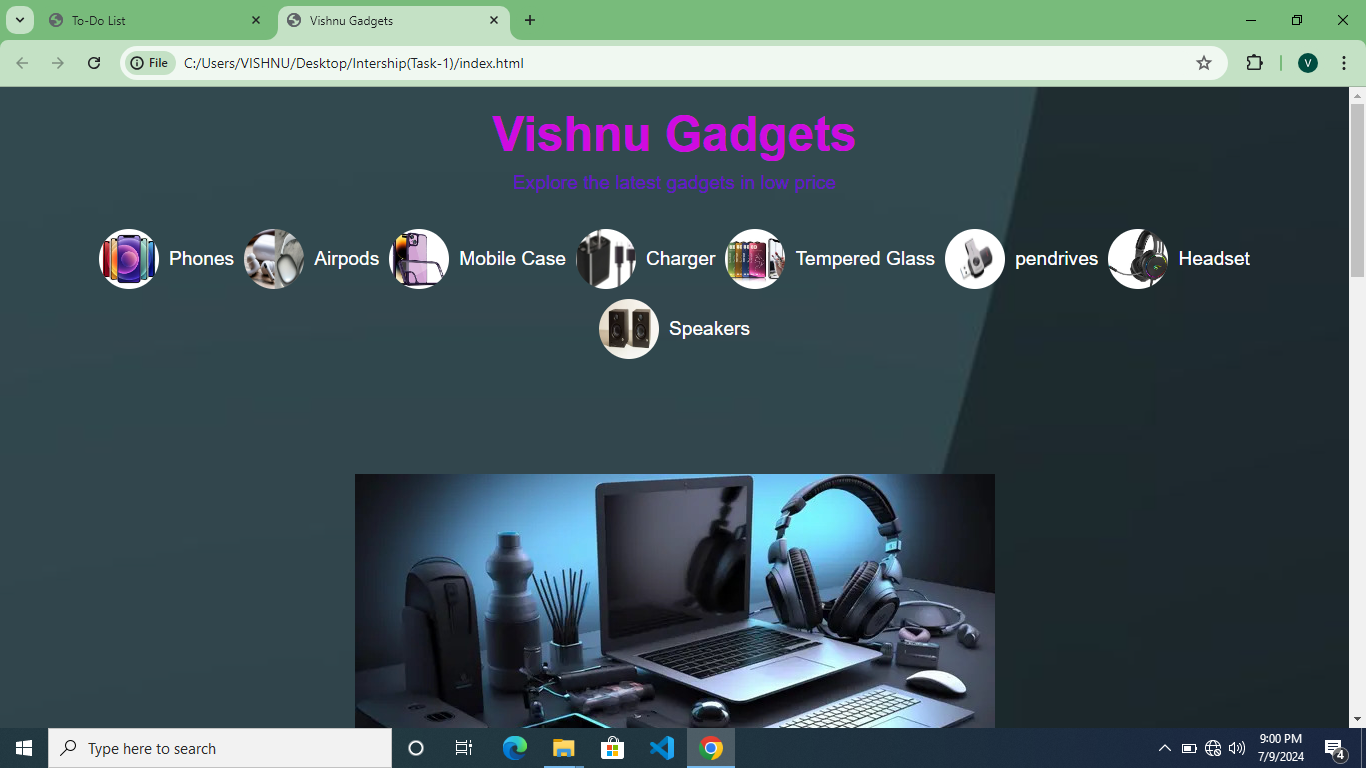 To-Do List
Vishnu Gadgets
File C:/Users/VISHNU/Desktop/Intership(Task-1)/index.html
V
Vishnu Gadgets
Explore the latest gadgets in low price
Phones Airpods Mobile Case Charger Tempered Glass pendrives Headset
Speakers
Type here to search
9:00 PM
7/9/2024
4